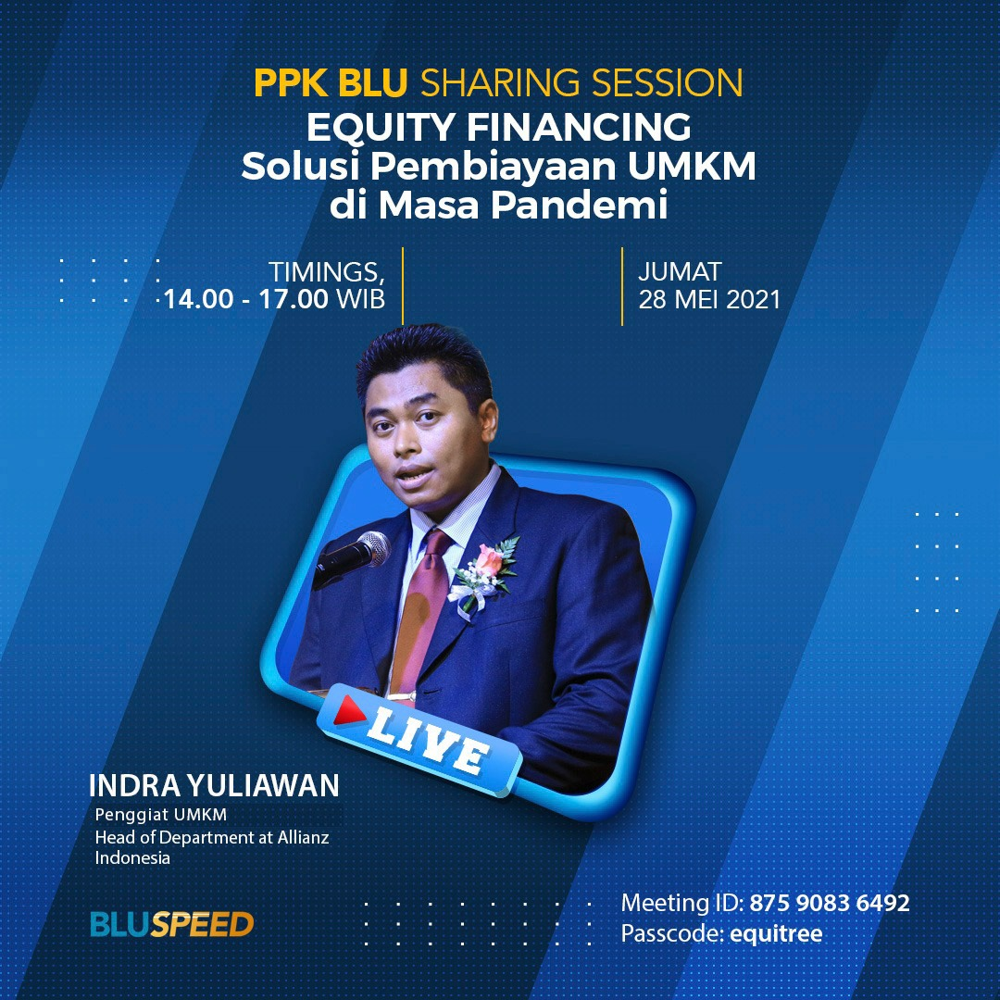 PPK BLU SHARING SESSION
EQUITY FINANCING
Solusi Pembiayaan UMKM
di Masa Pandemi
TIMINGS,
14.00 - 17.00 WIB
JUMAT
28 MEI 2021
LIVE
INDRA YULIAWAN
Penggiat UMKM
Head of Department at Allianz
Indonesia
BLUSPEED
Meeting ID: 875 9083 6492
Passcode: equitree